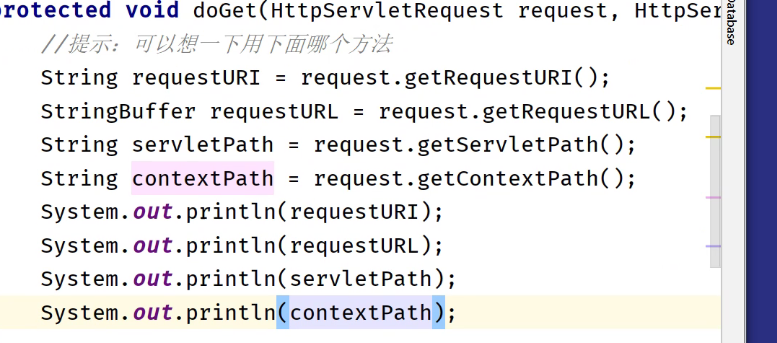 protected void doGet(HttpServletRequest request, HttpSer
//提示：可以想一下用下面哪个方法
String requestURI = request.getRequestURI();
StringBuffer requestURL = request.getRequestURL();
String servletPath = request.getServletPath();
String contextPath = request.getContextPath();
System.out.println(requestURI);
System.out.println(requestURL);
System.out.println(servletPath);
System.out.println(contextPath);
Database